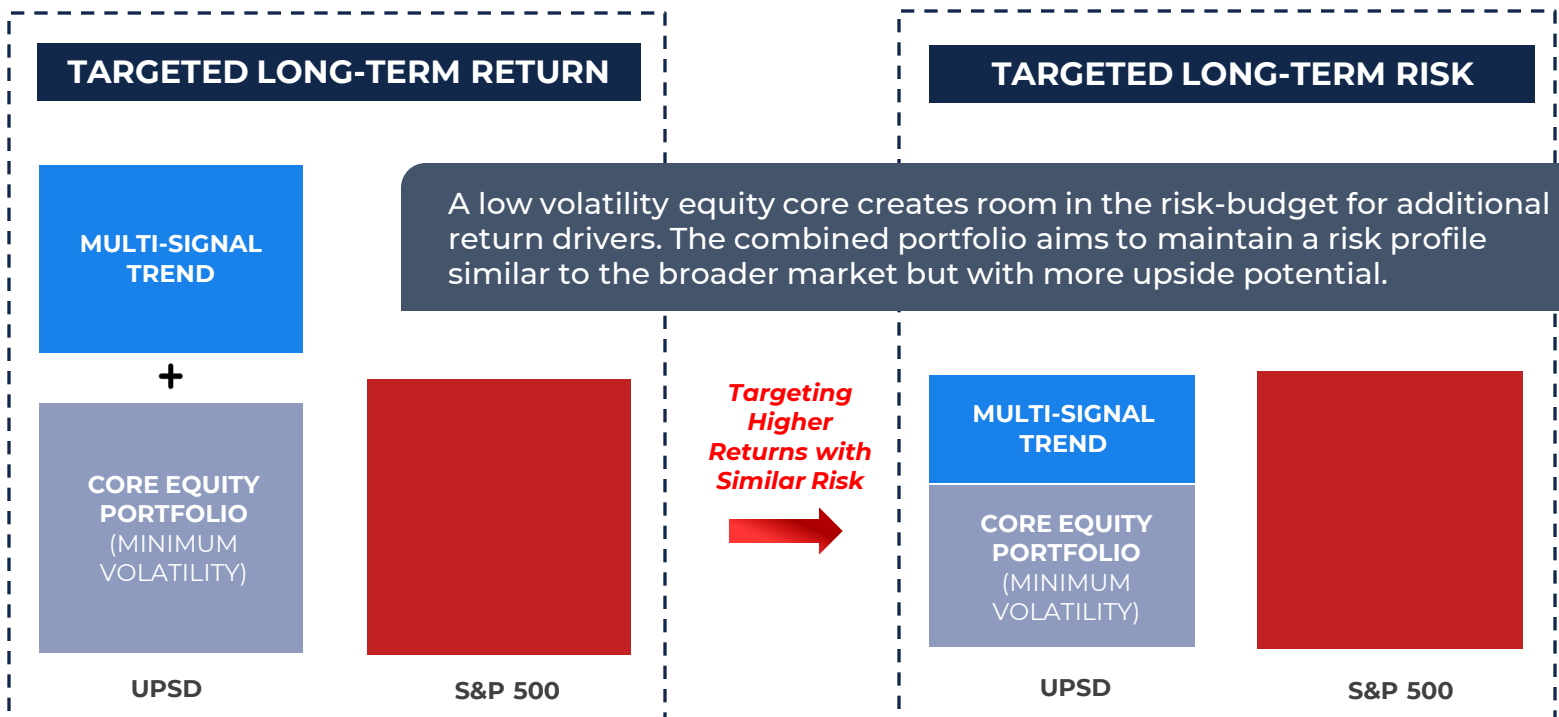 TARGETED LONG-TERM RETURN
TARGETED LONG-TERM RISK
A low volatility equity core creates room in the risk-budget for additional
return drivers. The combined portfolio aims to maintain a risk profile
similar to the broader market but with more upside potential.
MULTI-SIGNAL
TREND
+
CORE EQUITY
PORTFOLIO
(MINIMUM
VOLATILITY)
UPSD
S&P 500
Targeting
Higher
Returns with
Similar Risk
MULTI-SIGNAL
TREND
CORE EQUITY
PORTFOLIO
(MINIMUM
VOLATILITY)
UPSD
S&P 500